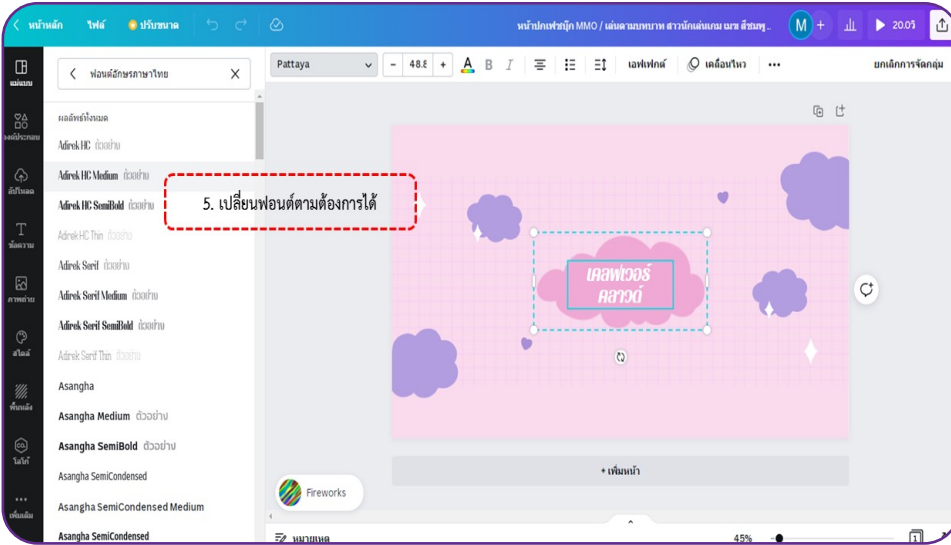 หน้าหลัก ไฟล์ ปรับขนาด หน้าปกเฟซบุ๊ก MMO / เล่นตามบทบาท สาวนักเล่นเกม เมฆ สีชมพู... M + 20.0วิ
ฟอนต์อักษรภาษาไทย
Pattaya - 48.8 + A B I เอฟเฟกต์ เคลื่อนไหว ยกเลิกการจัดกลุ่ม
แม่แบบ
องค์ประกอบ
อัปโหลด
ข้อความ
ภาพถ่าย
สไตล์
พื้นหลัง
โลโก้
เพิ่มเติม
ผลลัพธ์ทั้งหมด
Adirek HC ตัวอย่าง
Adirek HC Medium ตัวอย่าง
Adirek HC SemiBold ตัวอย่าง
Adirek HC Thin ตัวอย่าง
Adirek Serif ตัวอย่าง
Adirek Serif Medium ตัวอย่าง
Adirek Serif SemiBold ตัวอย่าง
Adirek Serif Thin ตัวอย่าง
Asangha
Asangha Medium ตัวอย่าง
Asangha SemiBold ตัวอย่าง
Asangha SemiCondensed
Asangha SemiCondensed Medium
Asangha SemiCondensed
5. เปลี่ยนฟอนต์ตามต้องการได้
เคลฟเวอร์
คลาวด์
+ เพิ่มหน้า
Fireworks
หมายเหตุ 45% 1